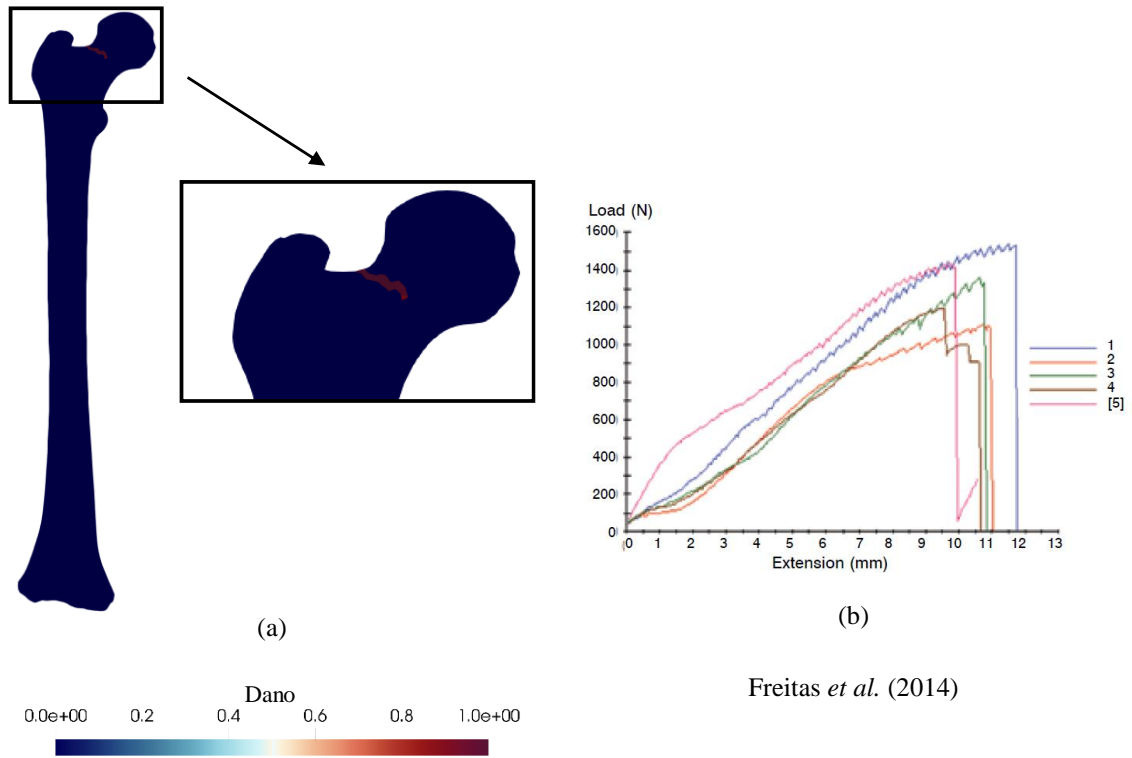 Load (N)
1600
1400
1200
1000
800
600
400
200
0
0 1 2 3 4 5 6 7 8 9 10 11 12 13
Extension (mm)
1
2
3
4
[5]
(a)
(b)
Dano
0.0e+00 0.2 0.4 0.6 0.8 1.0e+00
Freitas et al. (2014)